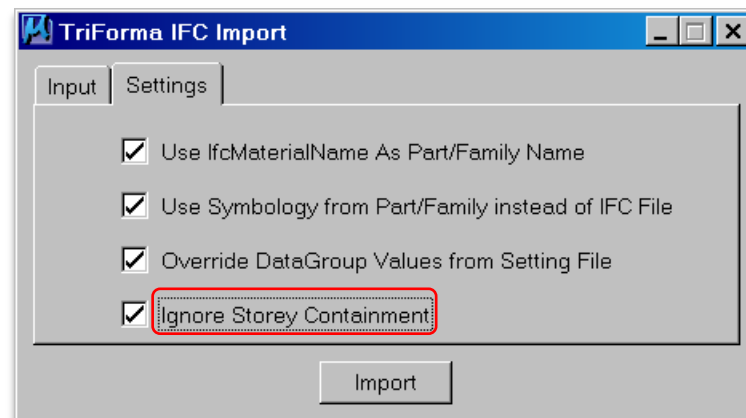 TriForma IFC Import
Input Settings
Use IfcMaterialName As Part/Family Name
Use Symbology from Part/Family instead of IFC File
Override DataGroup Values from Setting File
Ignore Storey Containment
Import